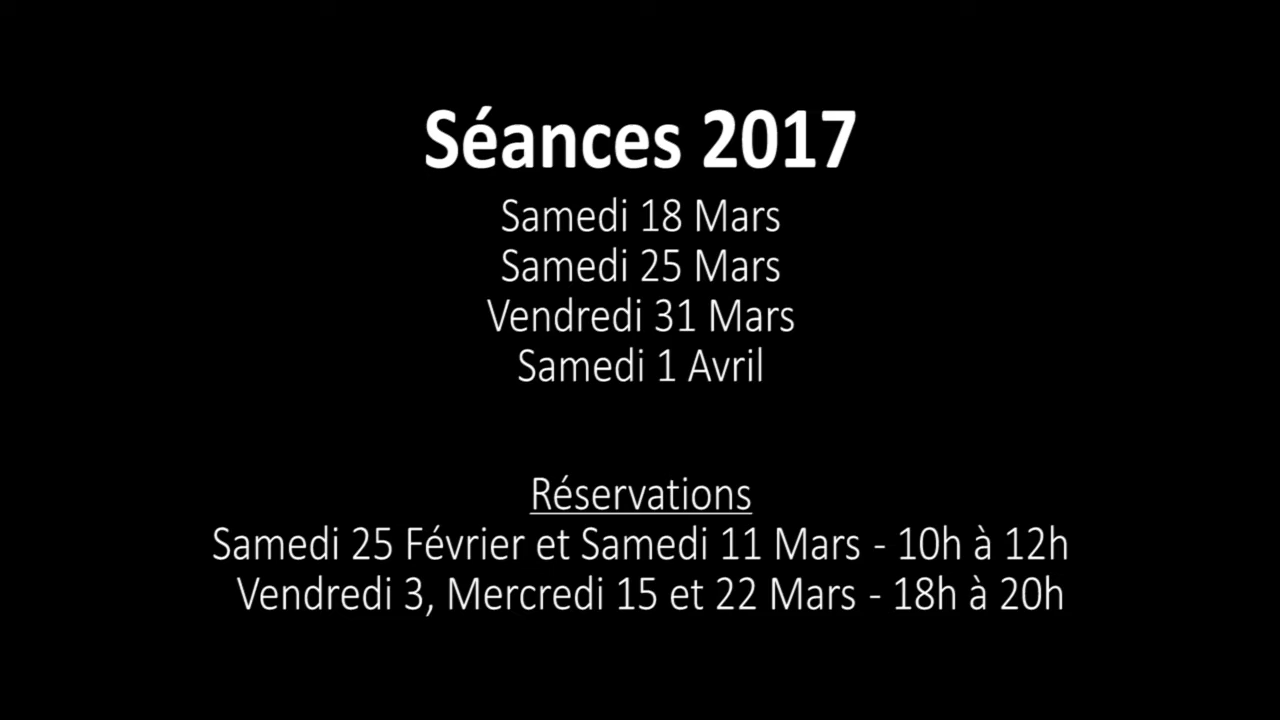 Séances 2017
Samedi 18 Mars
Samedi 25 Mars
Vendredi 31 Mars
Samedi 1 Avril
Réservations
Samedi 25 Février et Samedi 11 Mars - 10h à 12h
Vendredi 3, Mercredi 15 et 22 Mars - 18h à 20h